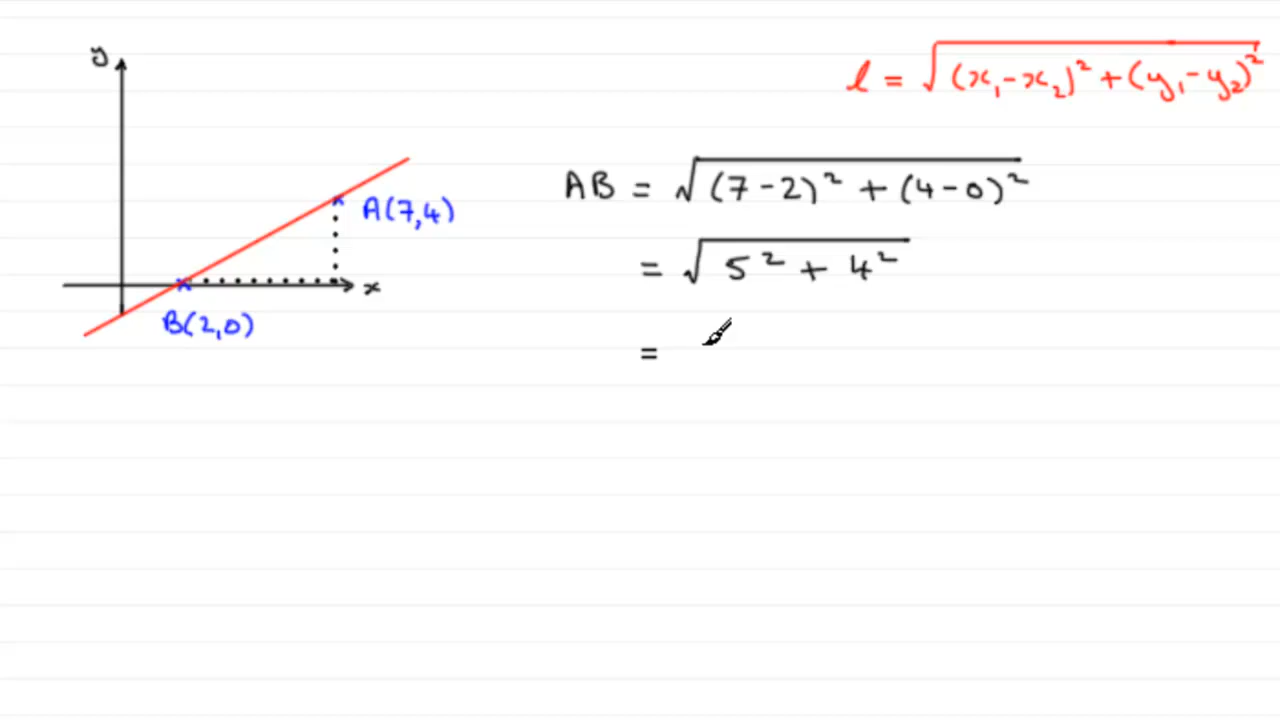 y
l = √(x₁-x₂)² + (y₁-y₂)²
AB = √(7-2)² + (4-0)²
A(7,4)
= √5² + 4²
x
B(2,0)
=